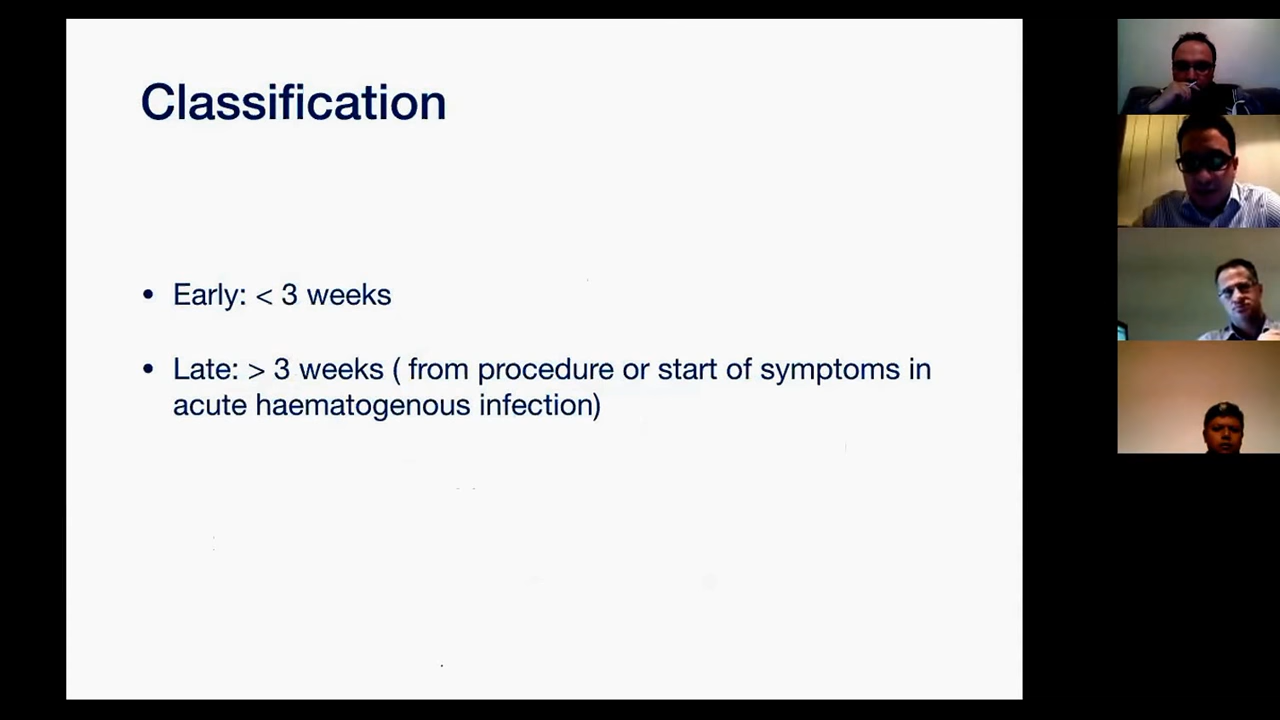 Classification
• Early: < 3 weeks
• Late: > 3 weeks ( from procedure or start of symptoms in
acute haematogenous infection)